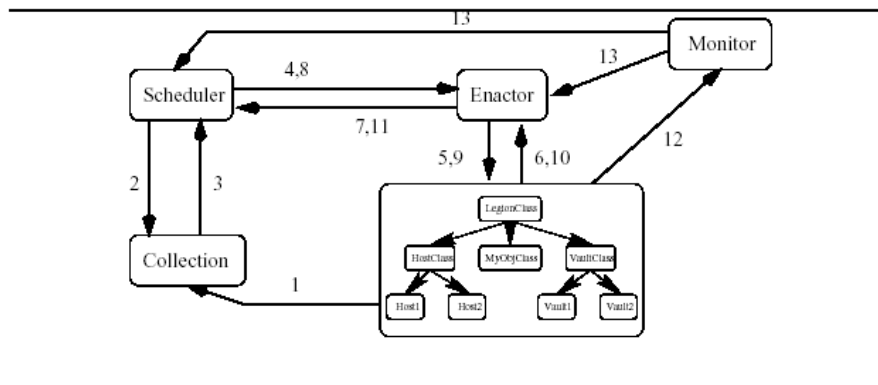 13
Monitor
13
Scheduler
4,8
Enactor
7,11
12
5,9
6,10
2
3
LegionClass
Collection
HostClass
MyObjClass
VaultClass
1
Host1
Host2
Vault1
Vault2